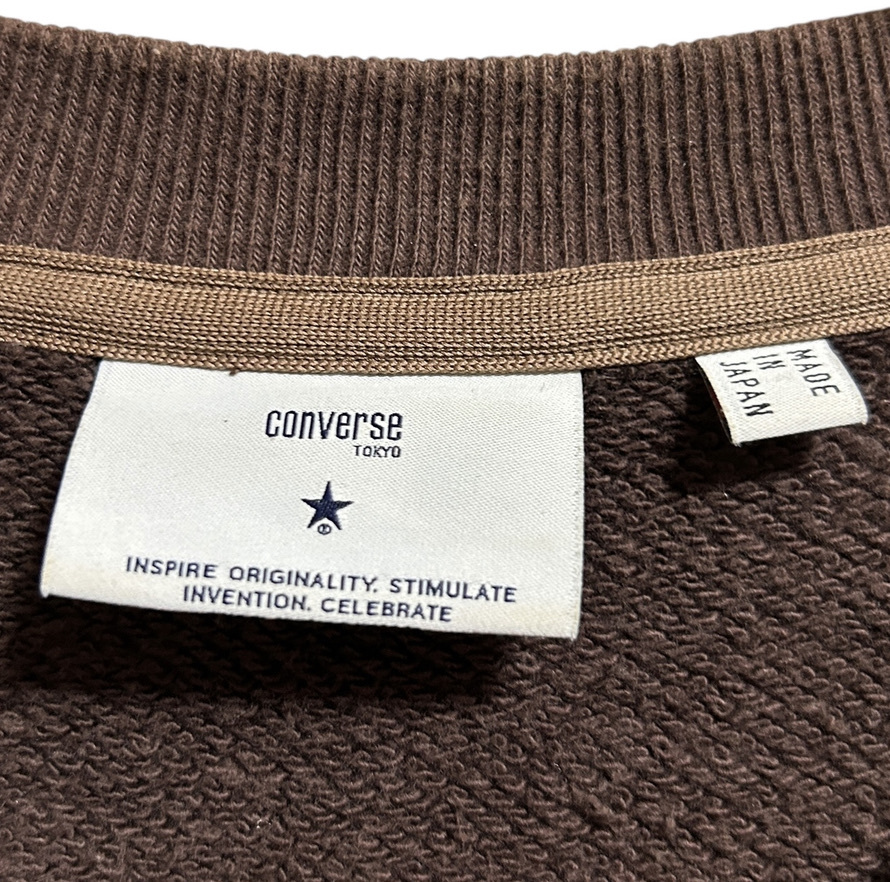 converse
TOKYO
®
INSPIRE ORIGINALITY. STIMULATE
INVENTION. CELEBRATE
MADE
IN
JAPAN